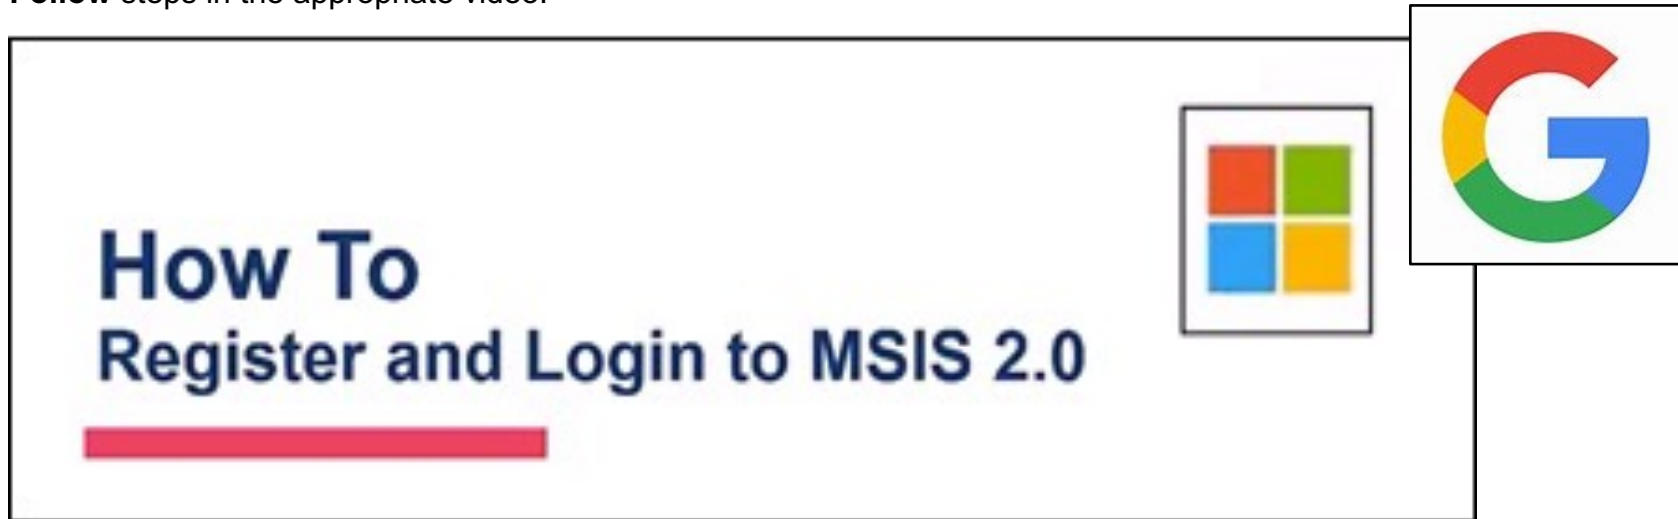 Follow steps in the appropriate video.
How To
Register and Login to MSIS 2.0